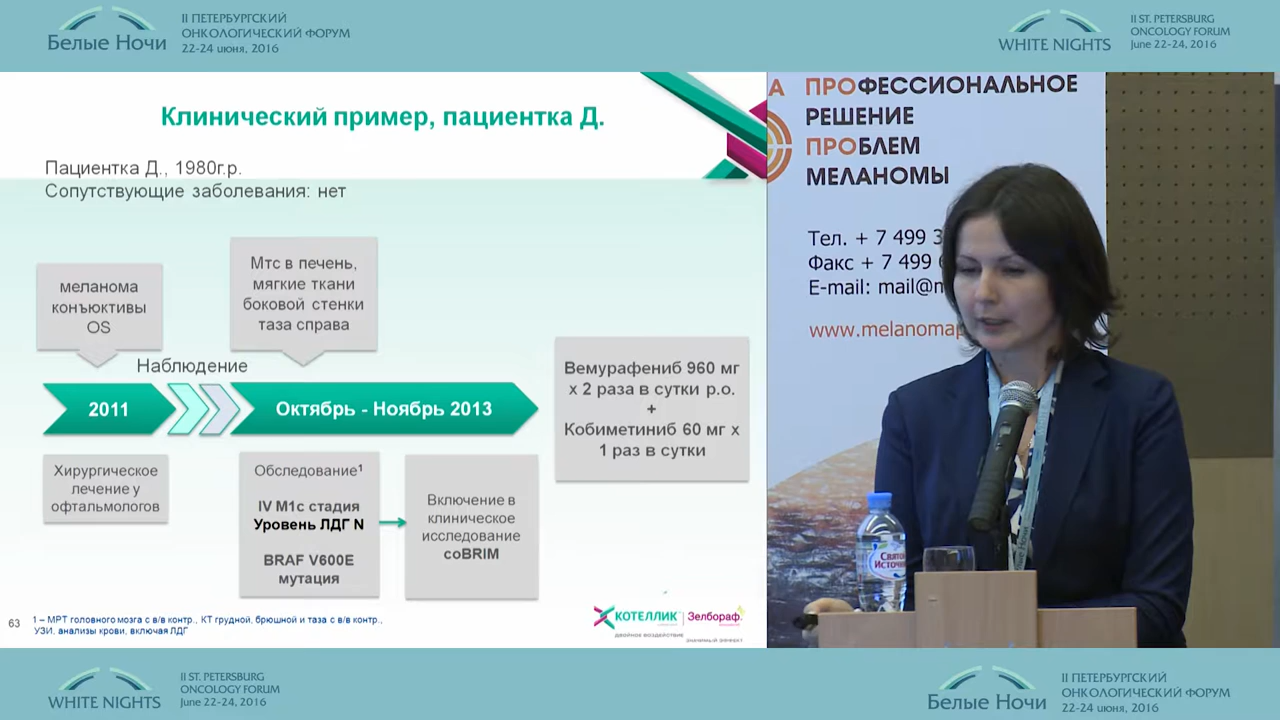 Белые Ночи
II ПЕТЕРБУРГСКИЙ
ОНКОЛОГИЧЕСКИЙ ФОРУМ
22-24 июня, 2016
WHITE NIGHTS
II ST. PETERSBURG
ONCOLOGY FORUM
June 22-24, 2016
Клинический пример, пациентка Д.
Пациентка Д., 1980г.р.
Сопутствующие заболевания: нет
меланома
конъюктивы
OS
Мтс в печень,
мягкие ткани
боковой стенки
таза справа
Наблюдение
2011
Октябрь - Ноябрь 2013
Вемурафениб 960 мг
х 2 раза в сутки р.о.
+
Кобиметиниб 60 мг х
1 раз в сутки
Хирургическое
лечение у
офтальмологов
Обследование¹
IV M1c стадия
Уровень ЛДГ N
BRAF V600E
мутация
Включение в
клиническое
исследование
coBRIM
63
1 – МРТ головного мозга с в/в контр., КТ грудной, брюшной и таза с в/в контр.,
УЗИ, анализы крови, включая ЛДГ
КОТЕЛЛИК
ДВОЙНОЕ ВОЗДЕЙСТВИЕ
Зелбораф
А ПРОФЕССИОНАЛЬНОЕ
РЕШЕНИЕ
ПРОБЛЕМ
МЕЛАНОМЫ
Тел. + 7 499 3
Факс + 7 499
E-mail: mail@
www.melanomap
Святой
Источник
WHITE NIGHTS
II ST. PETERSBURG
ONCOLOGY FORUM
June 22-24, 2016
Белые Ночи
II ПЕТЕРБУРГСКИЙ
ОНКОЛОГИЧЕСКИЙ ФОРУМ
22-24 июня, 2016